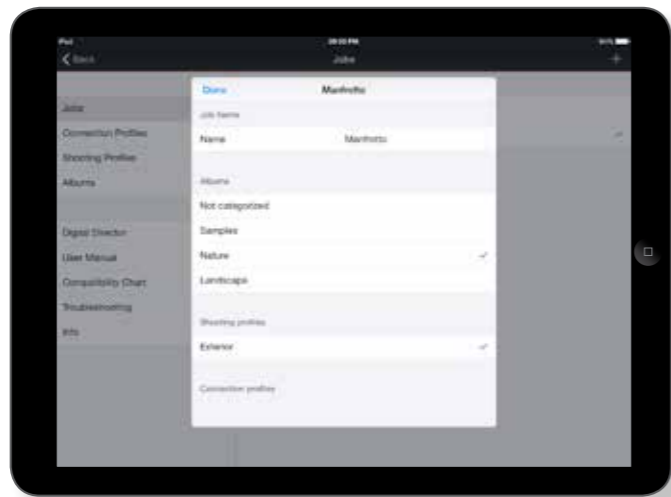 iPad
Back
Jobs
+
Jobs
Connection Profiles
Shooting Profiles
Albums
Digital Director
User Manual
Compatibility Chart
Troubleshooting
Info
Done
Manfrotto
Job Name
Name Manfrotto
Albums
Not categorized
Samples
Nature
Landscape
Shooting profiles
Exterior
Connection profiles